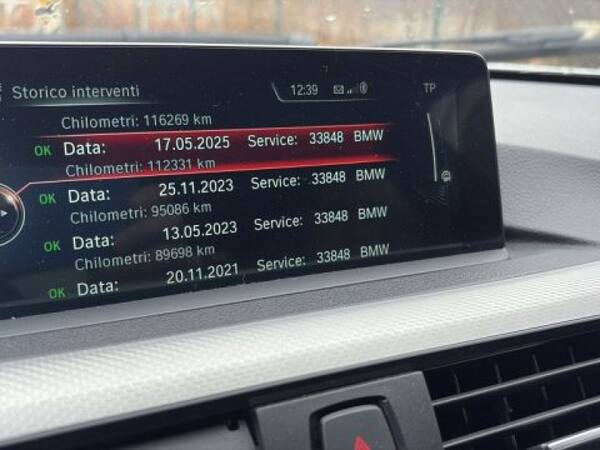 Storico interventi
12:39
TP
Chilometri: 116269 km
OK Data: 17.05.2025 Service: 33848 BMW
Chilometri: 112331 km
OK Data: 25.11.2023 Service: 33848 BMW
Chilometri: 95086 km
OK Data: 13.05.2023 Service: 33848 BMW
Chilometri: 89698 km
OK Data: 20.11.2021 Service: 33848 BMW